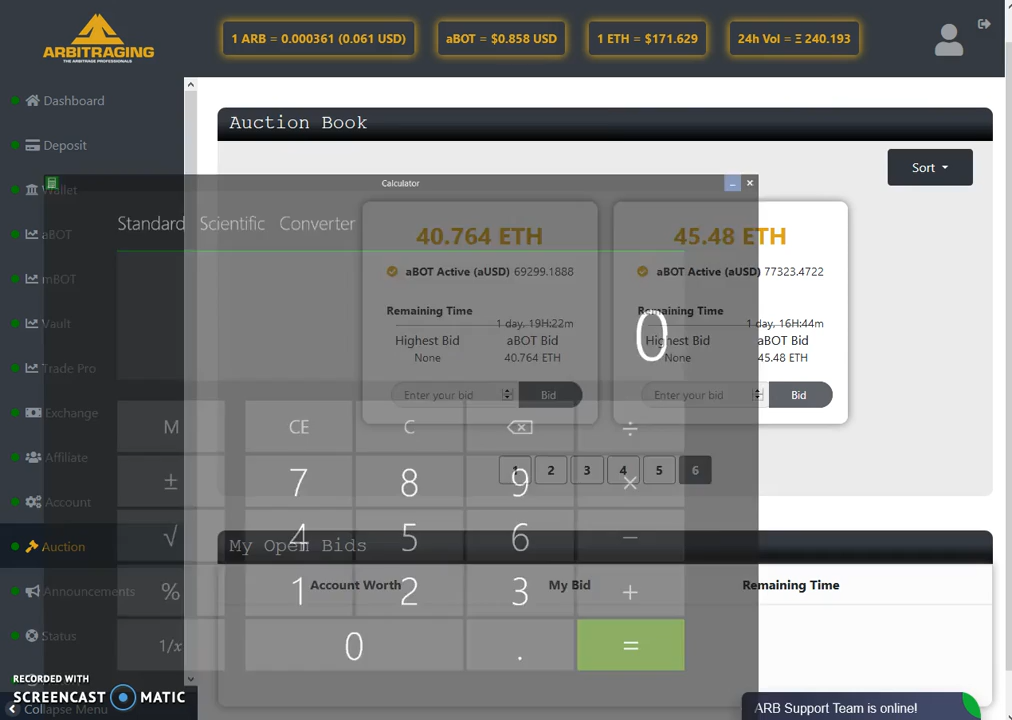 ARBITRAGING
THE ARBITRAGE PROFESSIONALS
1 ARB = 0.000361 (0.061 USD)
aBOT = $0.858 USD
1 ETH = $171.629
24h Vol = Ξ 240.193
Dashboard
Deposit
Wallet
aBOT
mBOT
Vault
Trade Pro
Exchange
Affiliate
Account
Auction
Announcements
Status
Collapse Menu
RECORDED WITH
SCREENCAST MATIC
Auction Book
Sort
Calculator
Standard Scientific Converter
0
40.764 ETH
aBOT Active (aUSD) 69299.1888
Remaining Time
1 day, 19H:22m
Highest Bid aBOT Bid
None 40.764 ETH
Enter your bid Bid
45.48 ETH
aBOT Active (aUSD) 77323.4722
Remaining Time
1 day, 16H:44m
Highest Bid aBOT Bid
None 45.48 ETH
Enter your bid Bid
1 2 3 4 5 6
M CE C ÷
± 7 8 9 ×
√ 4 5 6 −
% 1 2 3 +
1/x 0 . =
My Open Bids
Account Worth My Bid Remaining Time
ARB Support Team is online!